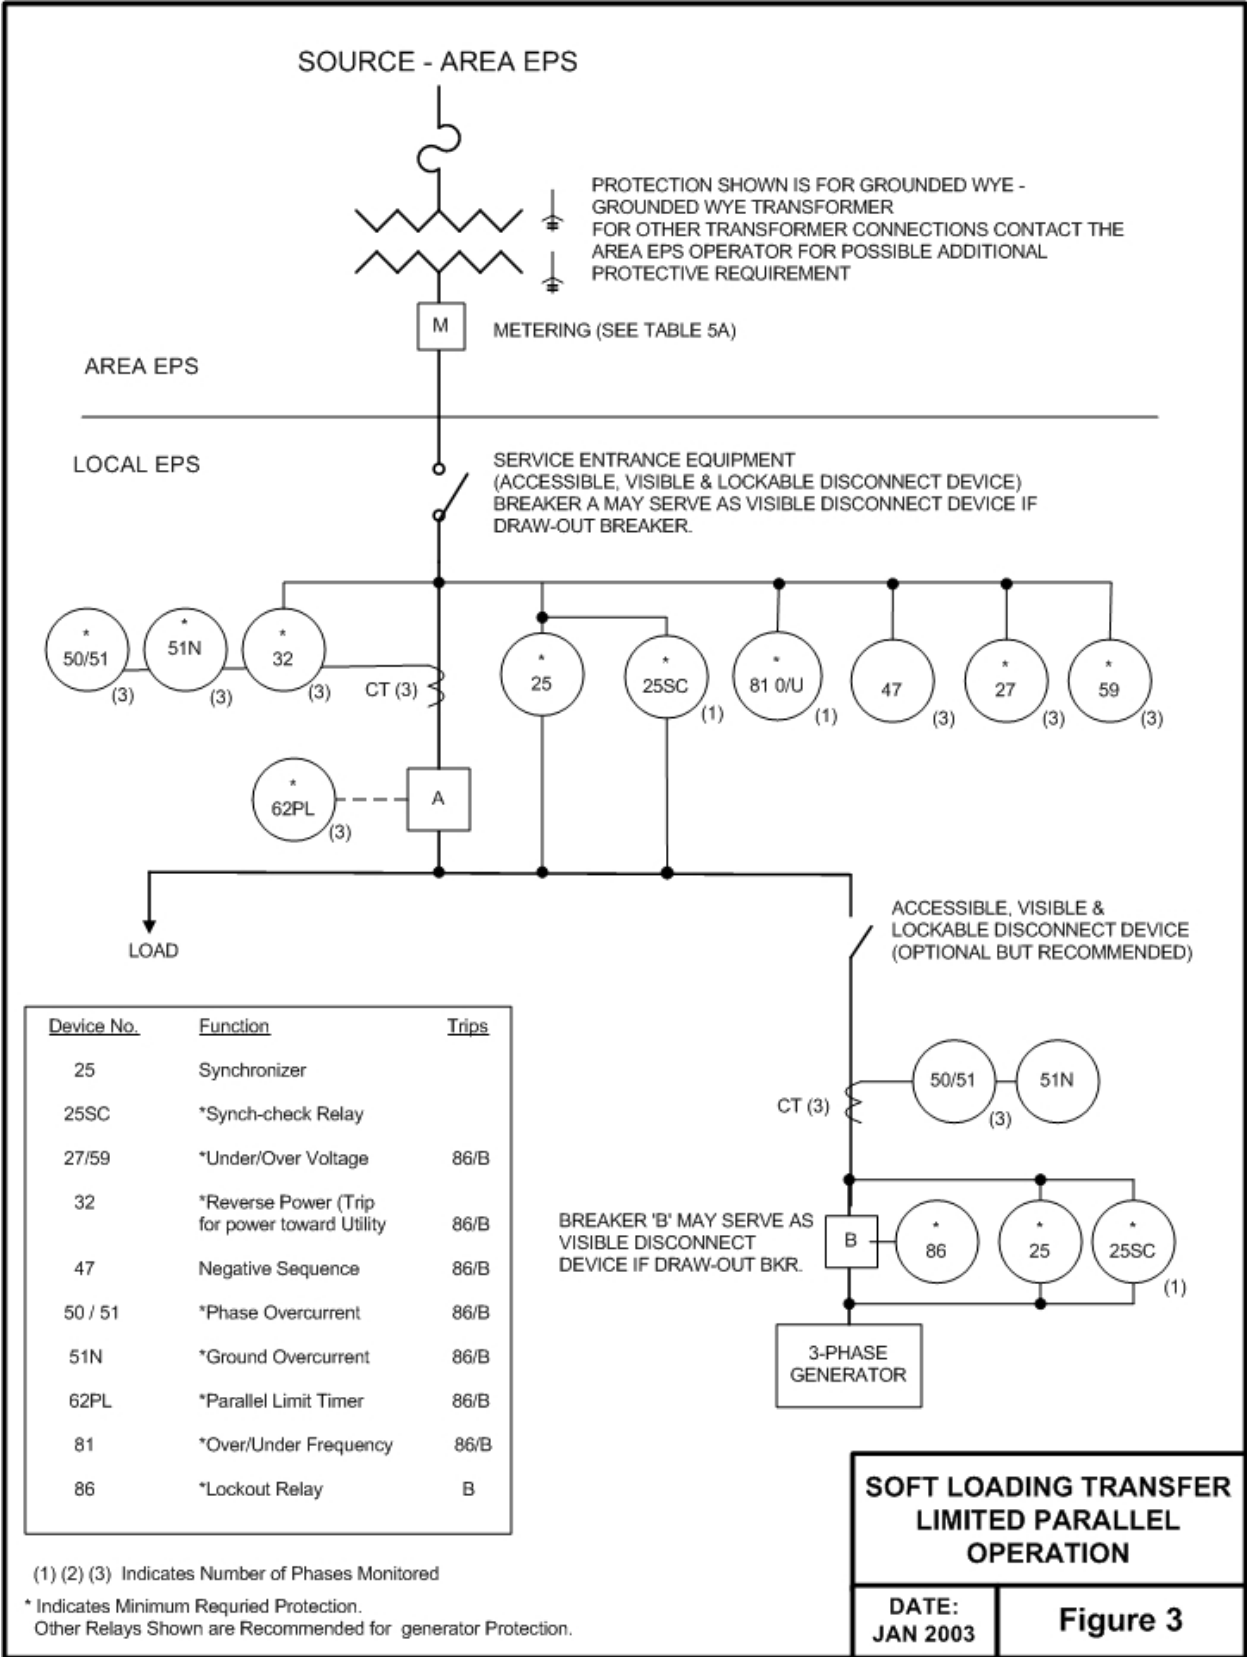 SOURCE - AREA EPS
PROTECTION SHOWN IS FOR GROUNDED WYE -
GROUNDED WYE TRANSFORMER
FOR OTHER TRANSFORMER CONNECTIONS CONTACT THE
AREA EPS OPERATOR FOR POSSIBLE ADDITIONAL
PROTECTIVE REQUIREMENT
M
METERING (SEE TABLE 5A)
AREA EPS
LOCAL EPS
SERVICE ENTRANCE EQUIPMENT
(ACCESSIBLE, VISIBLE & LOCKABLE DISCONNECT DEVICE)
BREAKER A MAY SERVE AS VISIBLE DISCONNECT DEVICE IF
DRAW-OUT BREAKER.
*
50/51
(3)
*
51N
(3)
*
32
(3)
CT (3)
*
25
*
25SC
(1)
*
81 0/U
(1)
47
(3)
*
27
(3)
*
59
(3)
*
62PL
(3)
A
LOAD
ACCESSIBLE, VISIBLE &
LOCKABLE DISCONNECT DEVICE
(OPTIONAL BUT RECOMMENDED)
CT (3)
50/51
(3)
51N
BREAKER 'B' MAY SERVE AS
VISIBLE DISCONNECT
DEVICE IF DRAW-OUT BKR.
B
*
86
*
25
*
25SC
(1)
3-PHASE
GENERATOR
Device No. Function Trips
25 Synchronizer
25SC *Synch-check Relay
27/59 *Under/Over Voltage 86/B
32 *Reverse Power (Trip
for power toward Utility 86/B
47 Negative Sequence 86/B
50 / 51 *Phase Overcurrent 86/B
51N *Ground Overcurrent 86/B
62PL *Parallel Limit Timer 86/B
81 *Over/Under Frequency 86/B
86 *Lockout Relay B
(1) (2) (3) Indicates Number of Phases Monitored
* Indicates Minimum Requried Protection.
Other Relays Shown are Recommended for generator Protection.
SOFT LOADING TRANSFER
LIMITED PARALLEL
OPERATION
DATE:
JAN 2003
Figure 3